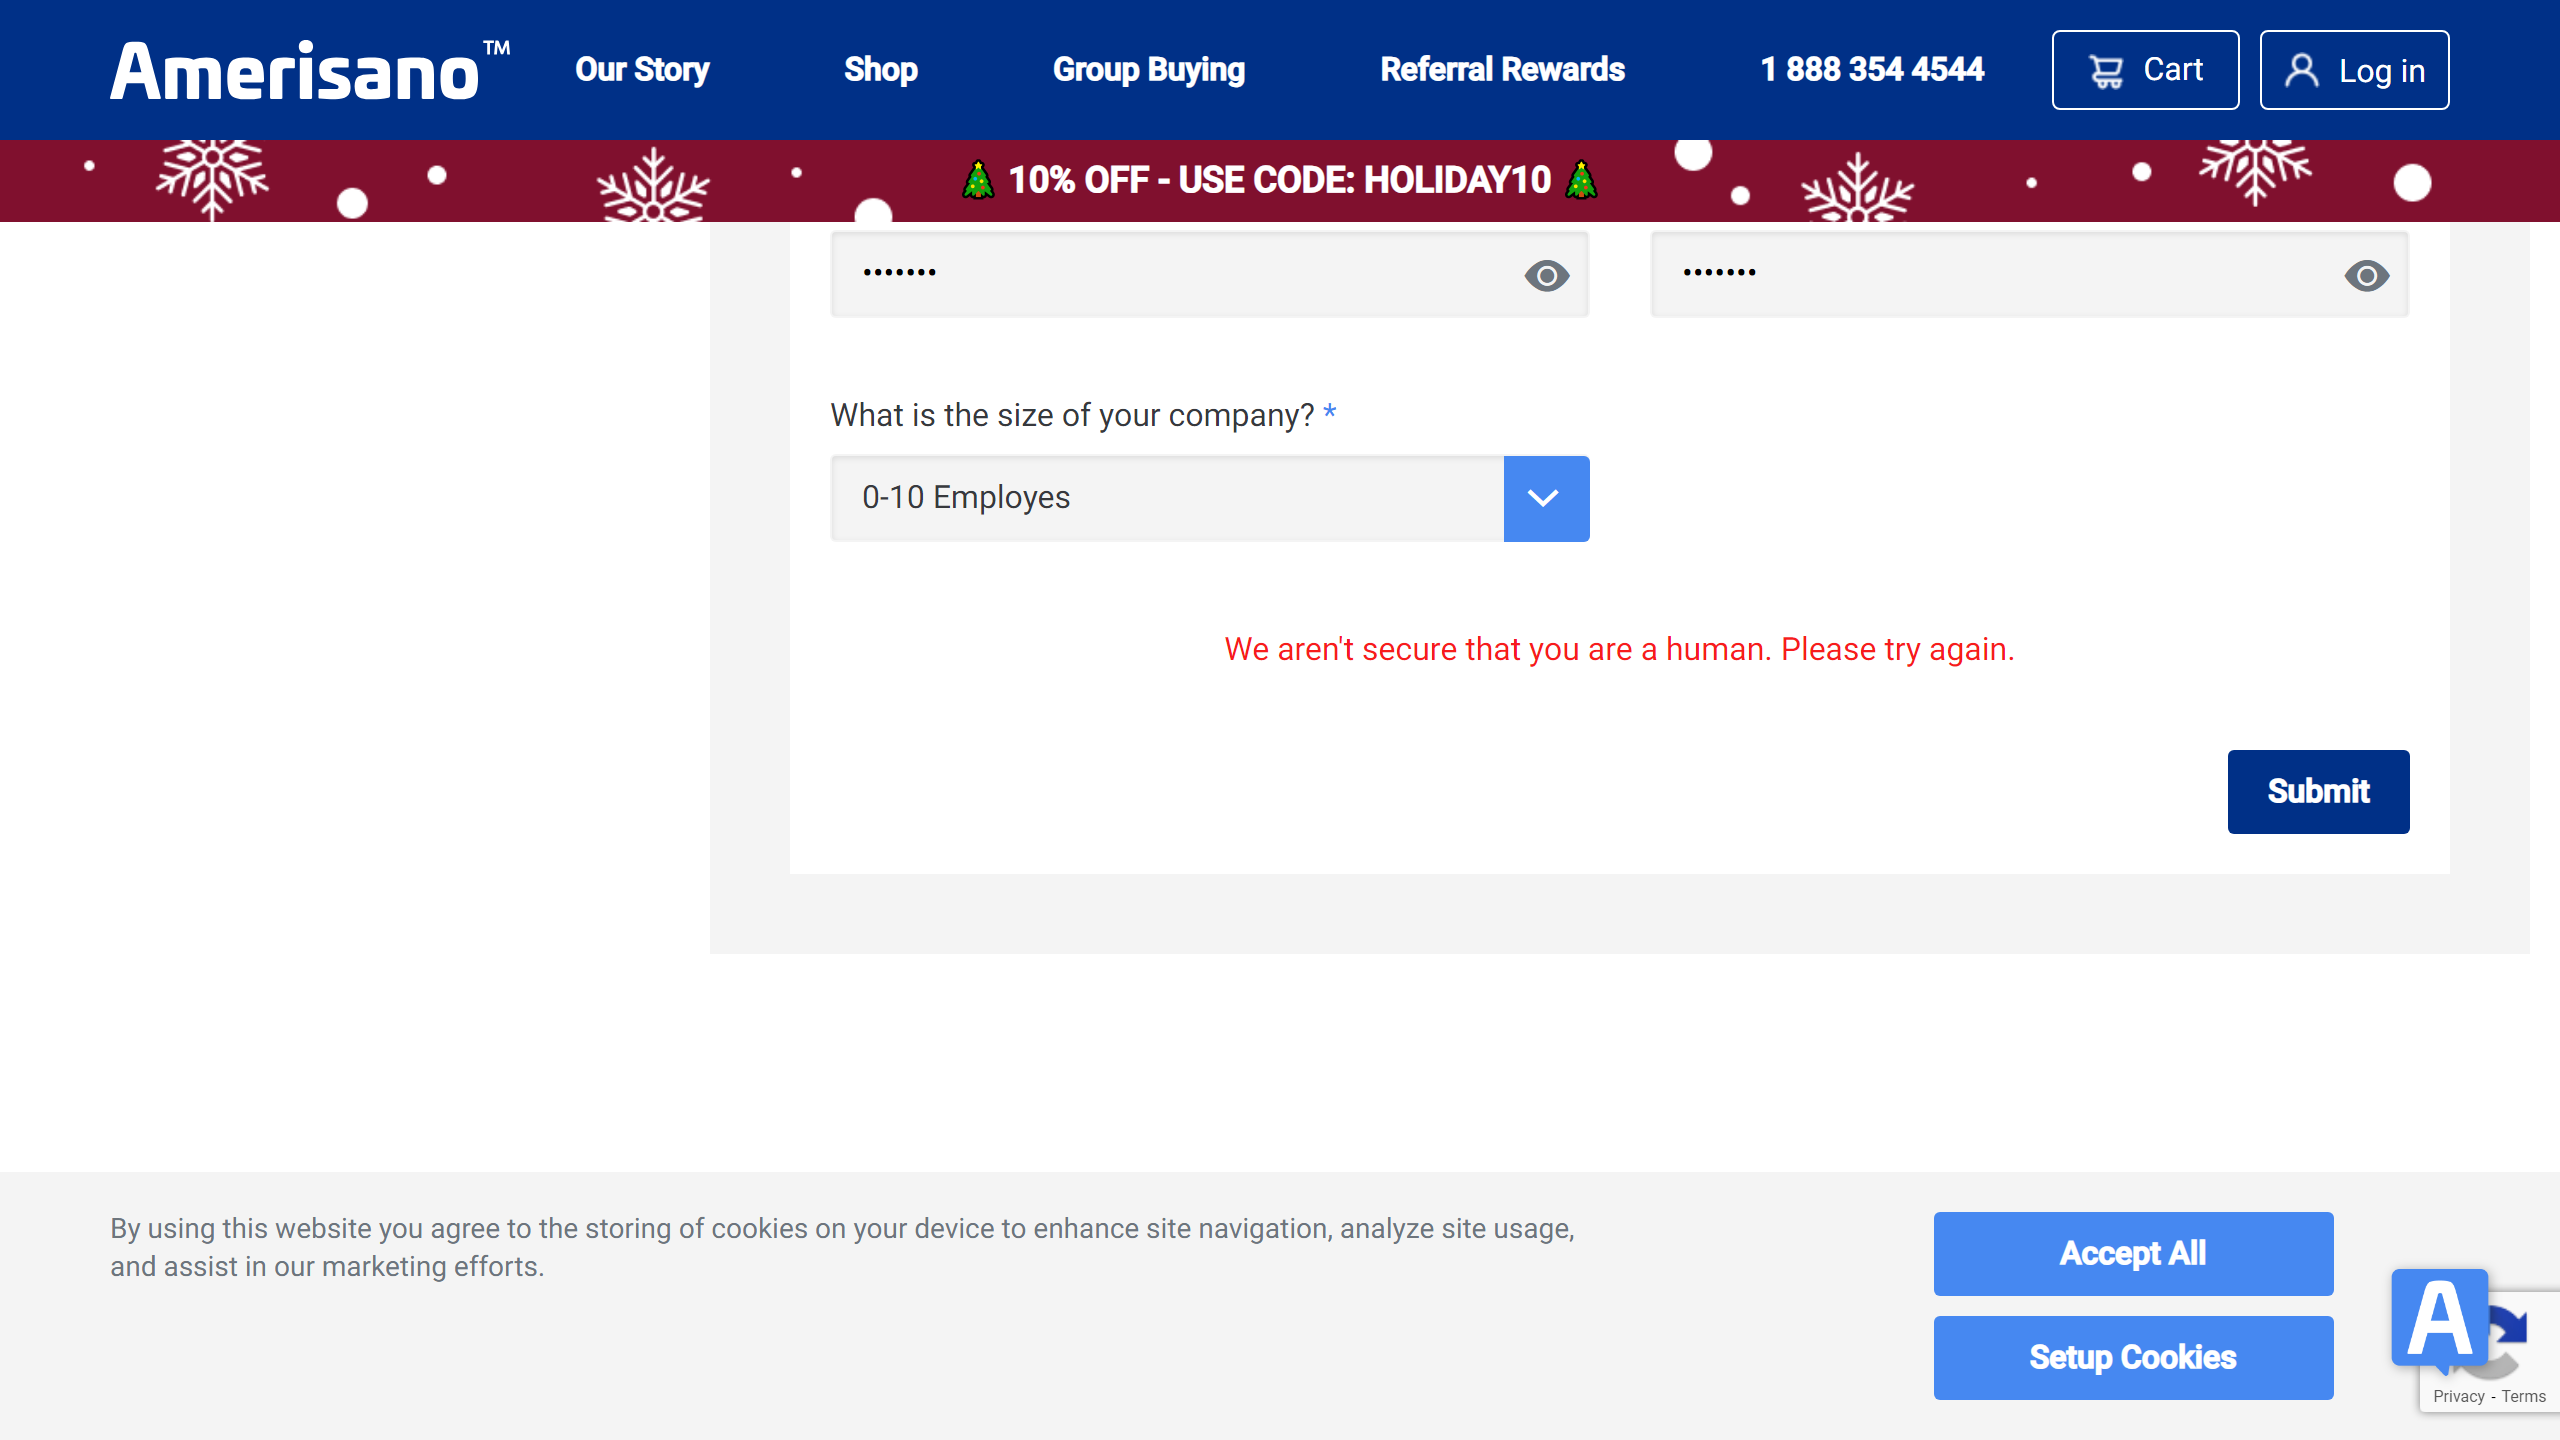 Amerisano™
Our Story
Shop
Group Buying
Referral Rewards
1 888 354 4544
Cart
Log in
🎄 10% OFF - USE CODE: HOLIDAY10 🎄
•••••••
•••••••
What is the size of your company? *
0-10 Employes
We aren't secure that you are a human. Please try again.
Submit
By using this website you agree to the storing of cookies on your device to enhance site navigation, analyze site usage,
and assist in our marketing efforts.
Accept All
Setup Cookies
A
Privacy - Terms